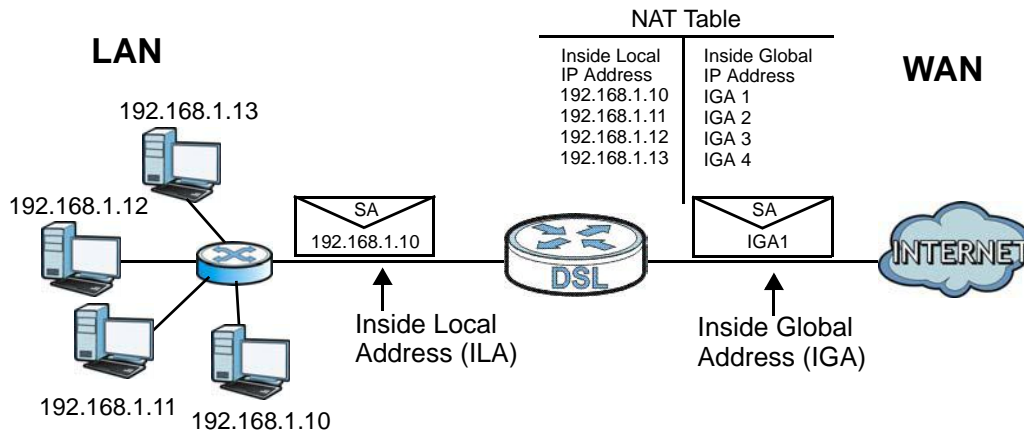 NAT Table
LAN
WAN
Inside Local
IP Address
192.168.1.10
192.168.1.11
192.168.1.12
192.168.1.13
Inside Global
IP Address
IGA 1
IGA 2
IGA 3
IGA 4
192.168.1.13
192.168.1.12
192.168.1.11
192.168.1.10
SA
192.168.1.10
DSL
SA
IGA1
INTERNET
Inside Local
Address (ILA)
Inside Global
Address (IGA)